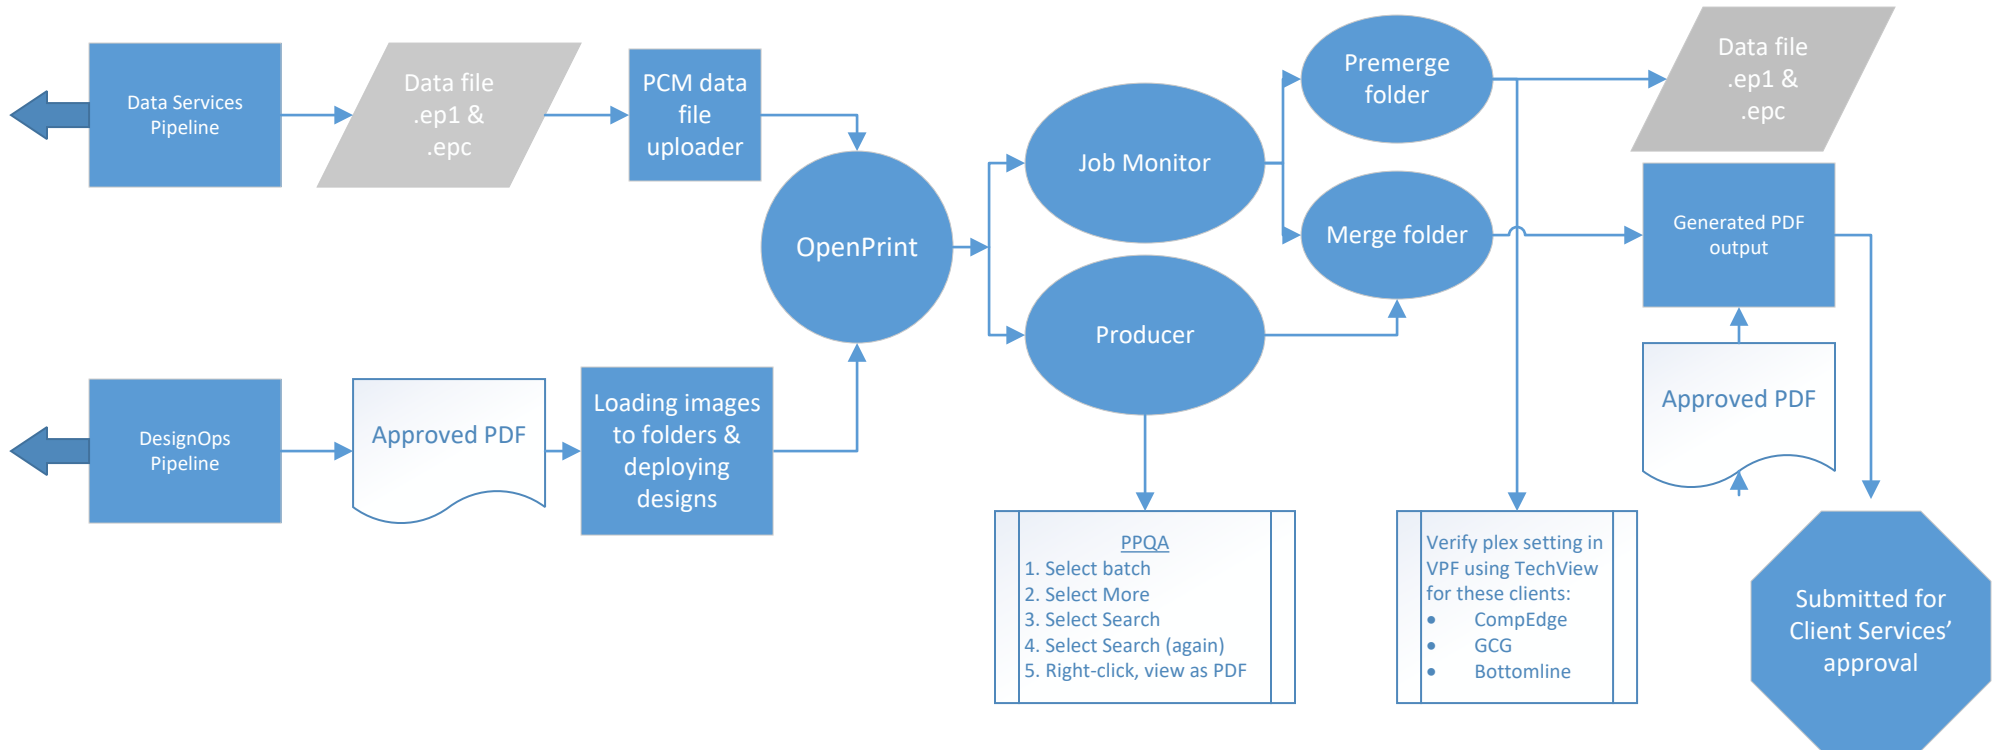 Data Services
Pipeline
Data file
.ep1 &
.epc
PCM data
file
uploader
OpenPrint
Job Monitor
Premerge
folder
Merge folder
Producer
Data file
.ep1 &
.epc
Generated PDF
output
Approved PDF
DesignOps
Pipeline
Approved PDF
Loading images
to folders &
deploying
designs
PPQA
1. Select batch
2. Select More
3. Select Search
4. Select Search (again)
5. Right-click, view as PDF
Verify plex setting in
VPF using TechView
for these clients:
• CompEdge
• GCG
• Bottomline
Submitted for
Client Services’
approval